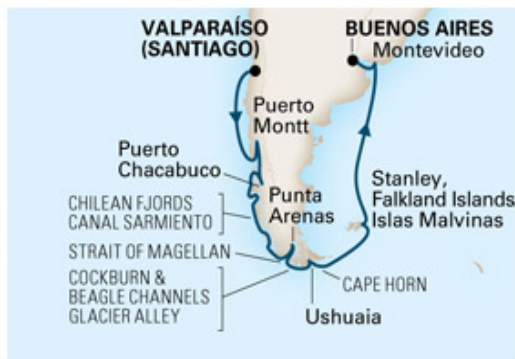 VALPARAÍSO
(SANTIAGO)
BUENOS AIRES
Montevideo
Puerto
Montt
Puerto
Chacabuco
CHILEAN FJORDS
CANAL SARMIENTO
Punta
Arenas
Stanley,
Falkland Islands/
Islas Malvinas
STRAIT OF MAGELLAN
COCKBURN &
BEAGLE CHANNELS
GLACIER ALLEY
CAPE HORN
Ushuaia